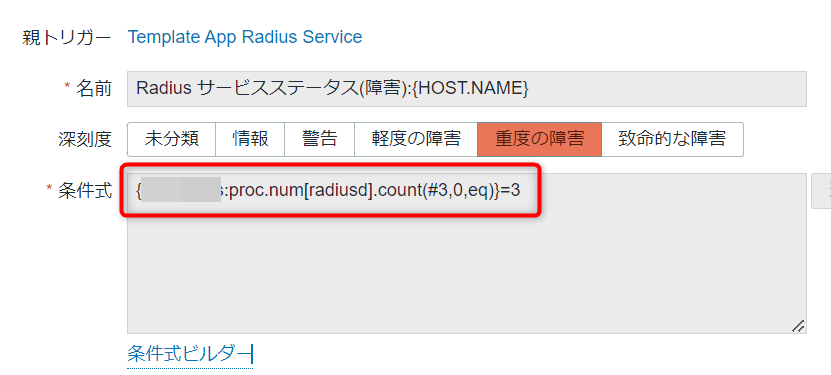 親トリガー Template App Radius Service
* 名前 Radius サービスステータス(障害):{HOST.NAME}
深刻度 未分類 情報 警告 軽度の障害 重度の障害 致命的な障害
* 条件式 { s:proc.num[radiusd].count(#3,0,eq)}=3
条件式ビルダー